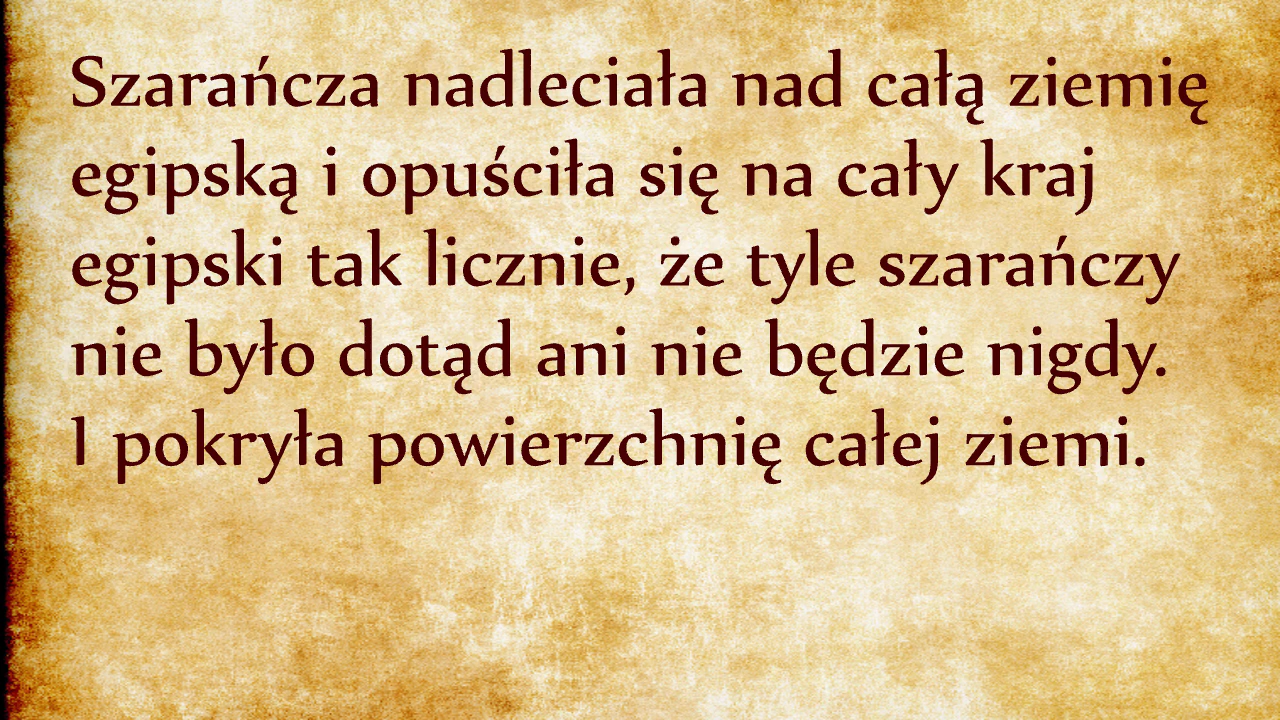 Szarańcza nadleciała nad całą ziemię
egipską i opuściła się na cały kraj
egipski tak licznie, że tyle szarańczy
nie było dotąd ani nie będzie nigdy.
I pokryła powierzchnię całej ziemi.